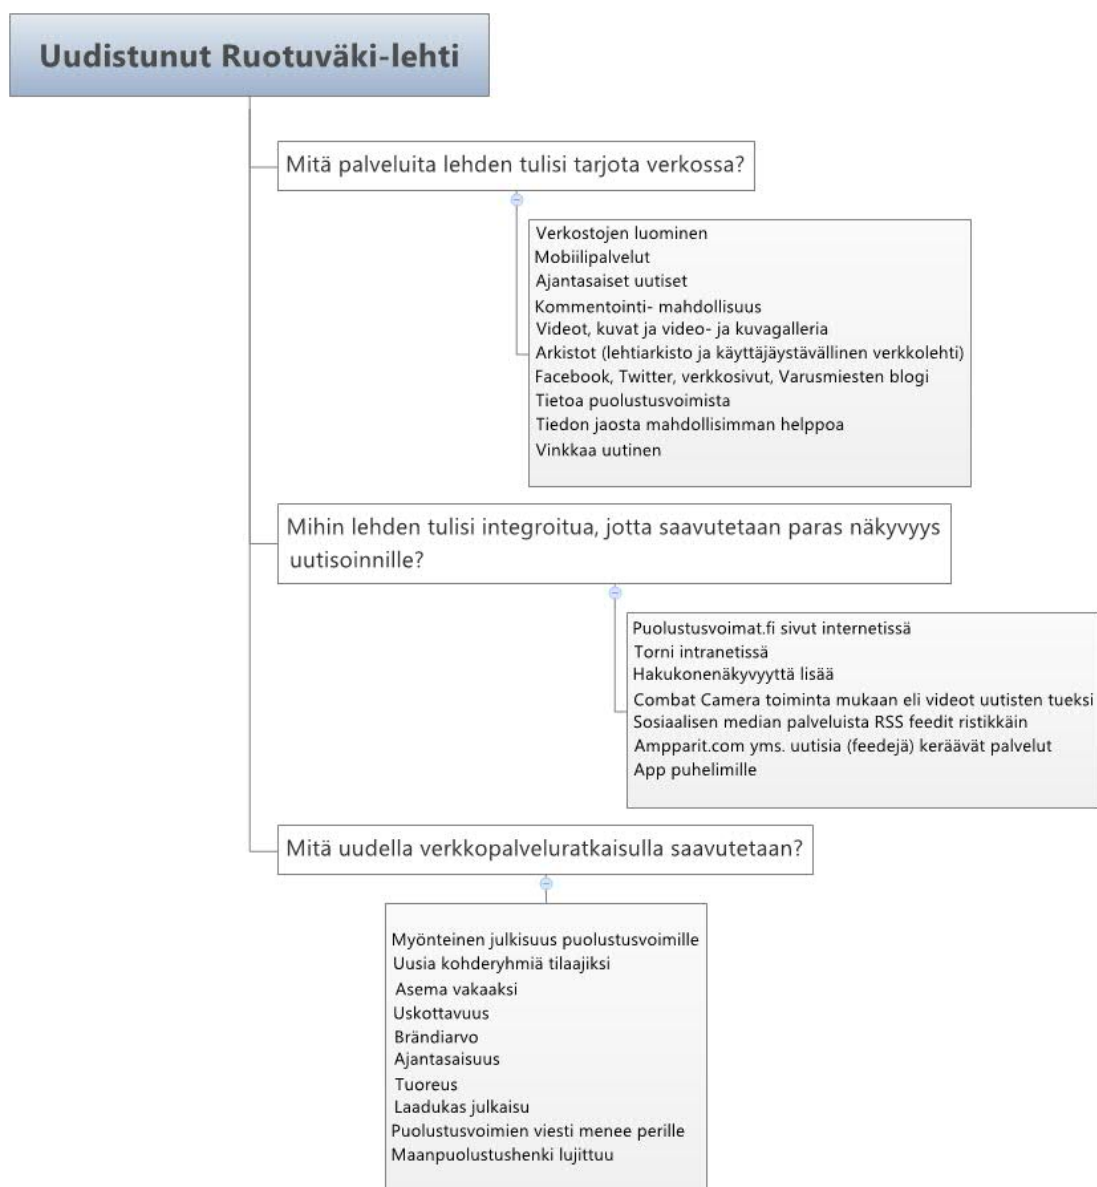 Uudistunut Ruotuväki-lehti
Mitä palveluita lehden tulisi tarjota verkossa?
Verkostojen luominen
Mobiilipalvelut
Ajantasaiset uutiset
Kommentointi- mahdollisuus
Videot, kuvat ja video- ja kuvagalleria
Arkistot (lehtiarkisto ja käyttäjäystävällinen verkkolehti)
Facebook, Twitter, verkkosivut, Varusmiesten blogi
Tietoa puolustusvoimista
Tiedon jaosta mahdollisimman helppoa
Vinkkaa uutinen
Mihin lehden tulisi integroitua, jotta saavutetaan paras näkyvyys
uutisoinnille?
Puolustusvoimat.fi sivut internetissä
Torni intranetissä
Hakukonenäkyvyyttä lisää
Combat Camera toiminta mukaan eli videot uutisten tueksi
Sosiaalisen median palveluista RSS feedit ristikkäin
Ampparit.com yms. uutisia (feedejä) keräävät palvelut
App puhelimille
Mitä uudella verkkopalveluratkaisulla saavutetaan?
Myönteinen julkisuus puolustusvoimille
Uusia kohderyhmiä tilaajiksi
Asema vakaaksi
Uskottavuus
Brändiarvo
Ajantasaisuus
Tuoreus
Laadukas julkaisu
Puolustusvoimien viesti menee perille
Maanpuolustushenki lujittuu